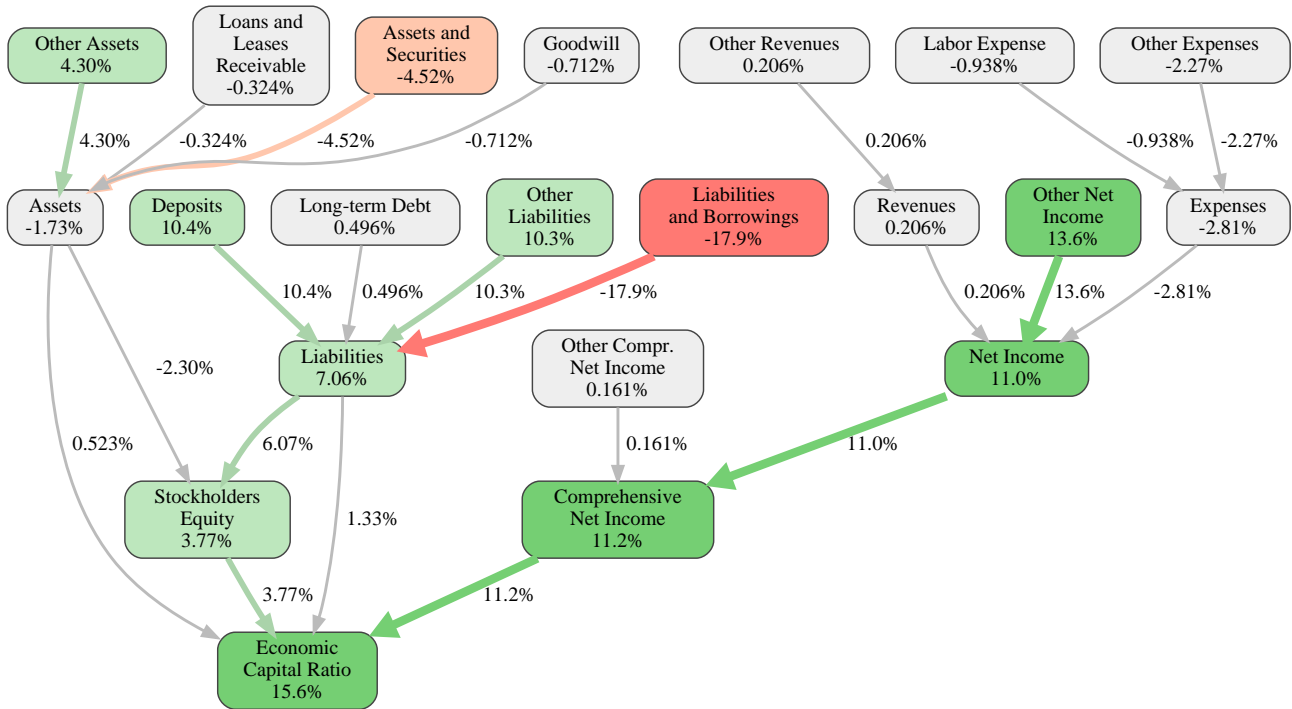 Other Assets
4.30%
Loans and
Leases
Receivable
-0.324%
Assets and
Securities
-4.52%
Goodwill
-0.712%
Other Revenues
0.206%
Labor Expense
-0.938%
Other Expenses
-2.27%
4.30%
-0.324%
-4.52%
-0.712%
0.206%
-0.938%
-2.27%
Assets
-1.73%
Deposits
10.4%
Long-term Debt
0.496%
Other
Liabilities
10.3%
Liabilities
and Borrowings
-17.9%
Revenues
0.206%
Other Net
Income
13.6%
Expenses
-2.81%
10.4%
0.496%
10.3%
-17.9%
0.206%
13.6%
-2.81%
Liabilities
7.06%
Other Compr.
Net Income
0.161%
Net Income
11.0%
-2.30%
0.523%
6.07%
0.161%
11.0%
Stockholders
Equity
3.77%
1.33%
Comprehensive
Net Income
11.2%
3.77%
11.2%
Economic
Capital Ratio
15.6%